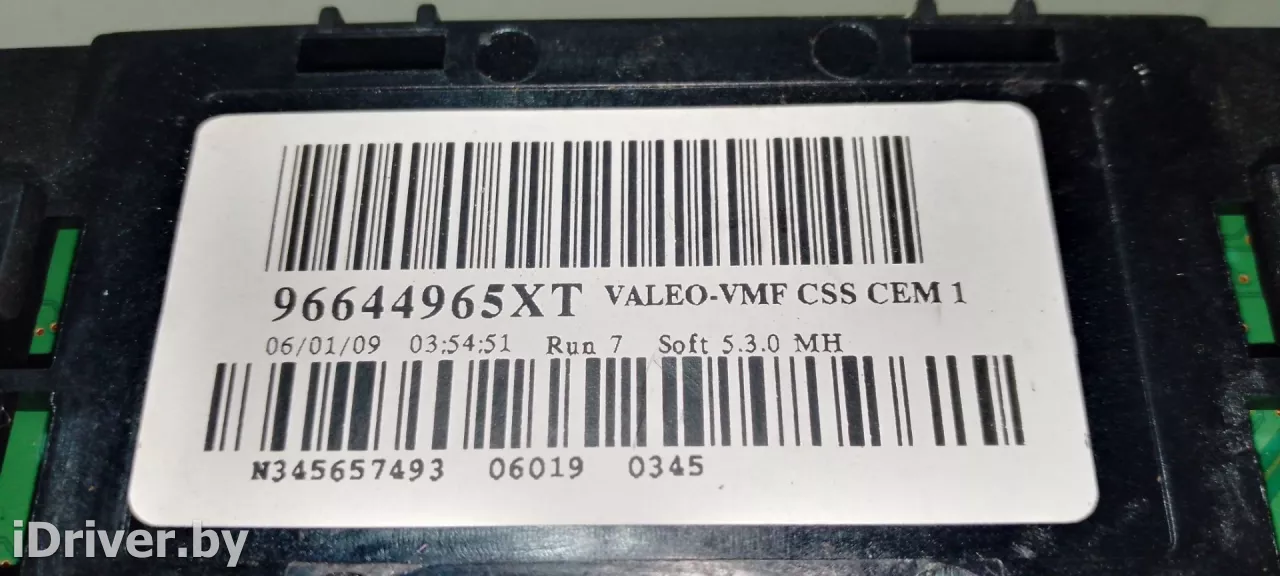 96644965XT VALEO-VMF CSS CEM 1
06/01/09 03:54:51 Run 7 Soft 5.3.0 MH
N345657493 06019 0345
iDriver.by